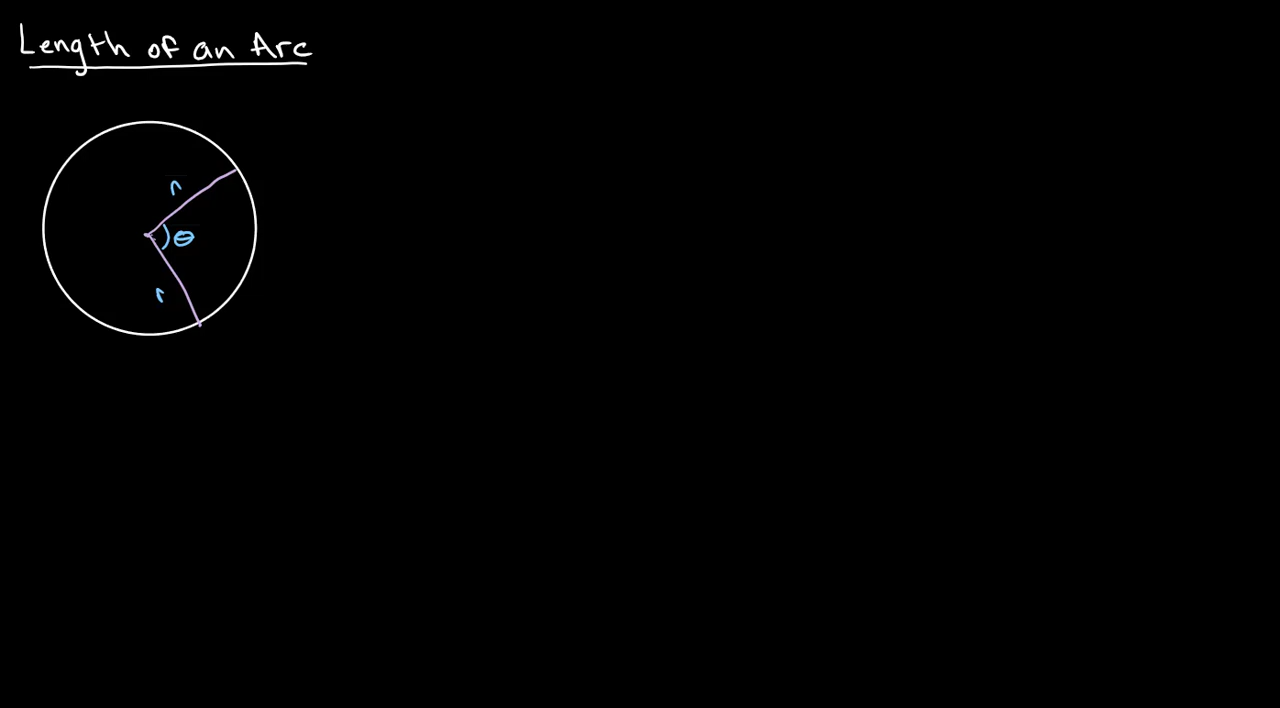 Length of an Arc
r
θ
r